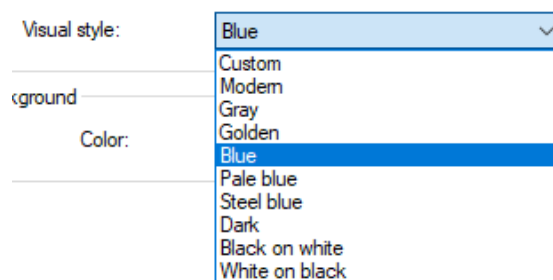 Visual style: Blue
Custom
Modern
kground
Gray
Golden
Color:
Blue
Pale blue
Steel blue
Dark
Black on white
White on black